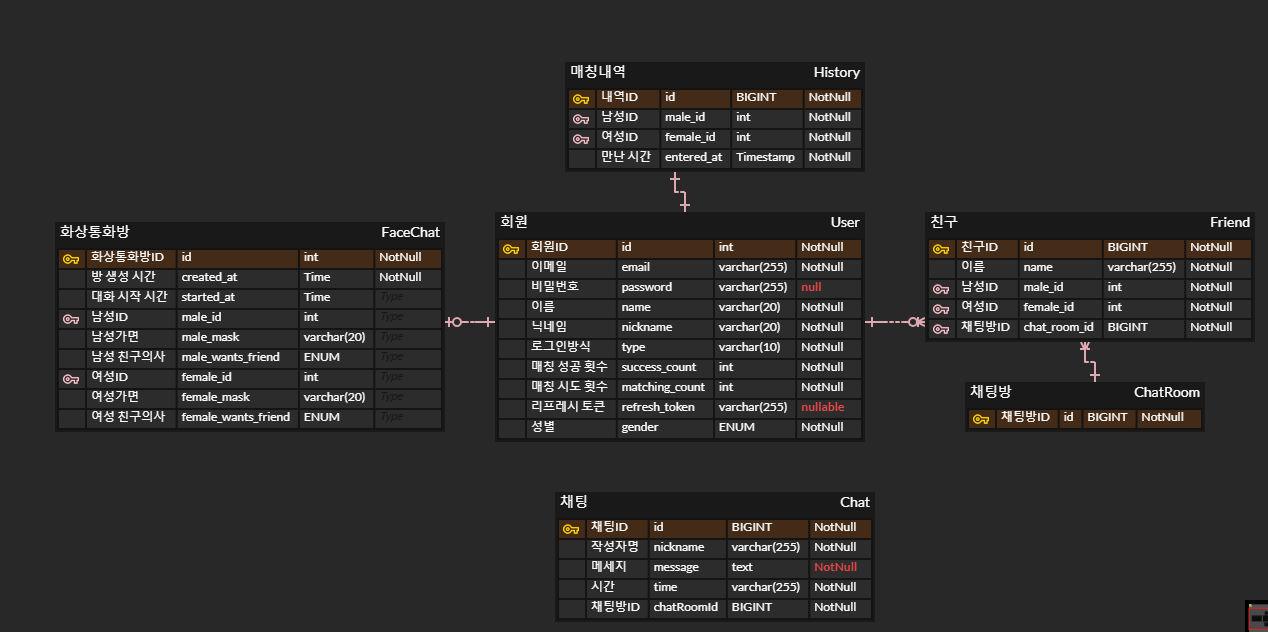 매칭내역 History
내역ID id BIGINT NotNull
남성ID male_id int NotNull
여성ID female_id int NotNull
만난 시간 entered_at Timestamp NotNull
화상통화방 FaceChat
화상통화방ID id int NotNull
방 생성 시간 created_at Time NotNull
대화 시작 시간 started_at Time Type
남성ID male_id int Type
남성가면 male_mask varchar(20) Type
남성 친구의사 male_wants_friend ENUM Type
여성ID female_id int Type
여성가면 female_mask varchar(20) Type
여성 친구의사 female_wants_friend ENUM Type
회원 User
회원ID id int NotNull
이메일 email varchar(255) NotNull
비밀번호 password varchar(255) null
이름 name varchar(20) NotNull
닉네임 nickname varchar(20) NotNull
로그인방식 type varchar(10) NotNull
매칭 성공 횟수 success_count int NotNull
매칭 시도 횟수 matching_count int NotNull
리프레시 토큰 refresh_token varchar(255) nullable
성별 gender ENUM NotNull
친구 Friend
친구ID id BIGINT NotNull
이름 name varchar(255) NotNull
남성ID male_id int NotNull
여성ID female_id int NotNull
채팅방ID chat_room_id BIGINT NotNull
채팅방 ChatRoom
채팅방ID id BIGINT NotNull
채팅 Chat
채팅ID id BIGINT NotNull
작성자명 nickname varchar(255) NotNull
메세지 message text NotNull
시간 time varchar(255) NotNull
채팅방ID chatRoomId BIGINT NotNull